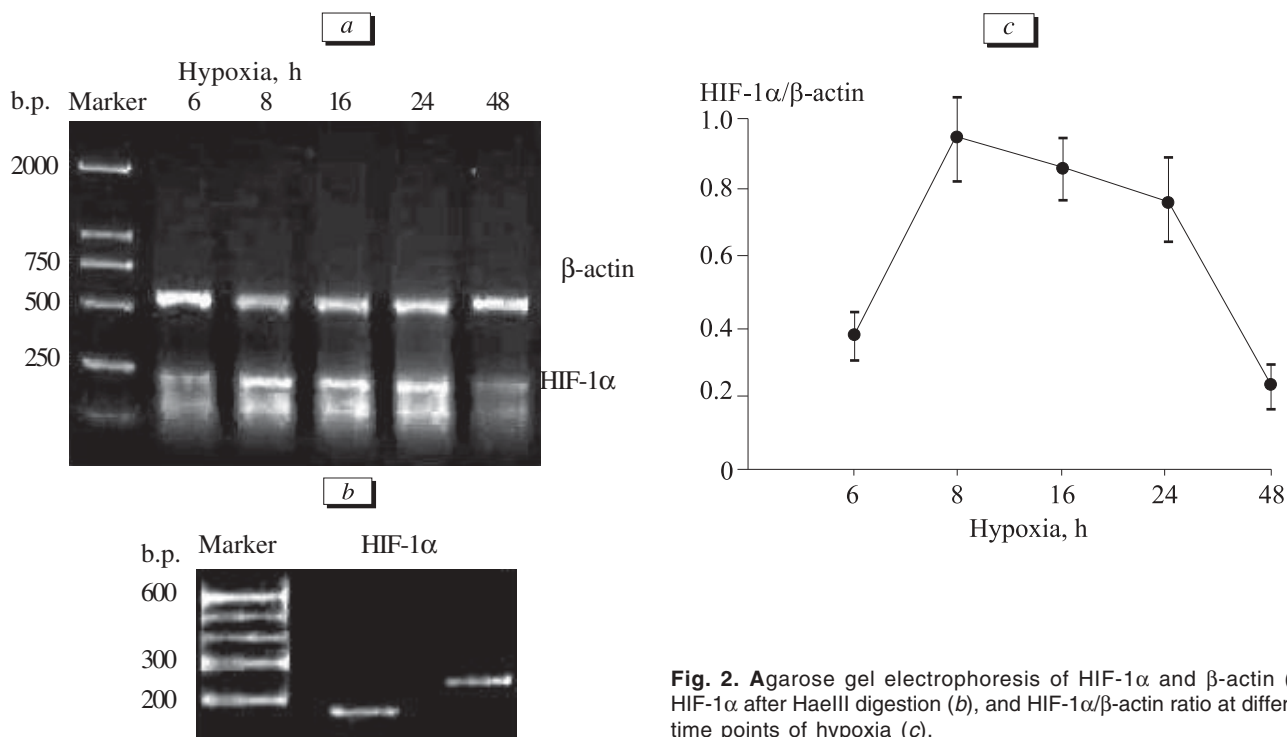 a
Hypoxia, h
b.p. Marker 6 8 16 24 48
2000
750
500
250
β-actin
HIF-1α
b
b.p. Marker HIF-1α
600
300
200
c
HIF-1α/β-actin
1.0
0.8
0.6
0.4
0.2
0
6 8 16 24 48
Hypoxia, h
Fig. 2. Agarose gel electrophoresis of HIF-1α and β-actin (
HIF-1α after HaeIII digestion (b), and HIF-1α/β-actin ratio at differ
time points of hypoxia (c).